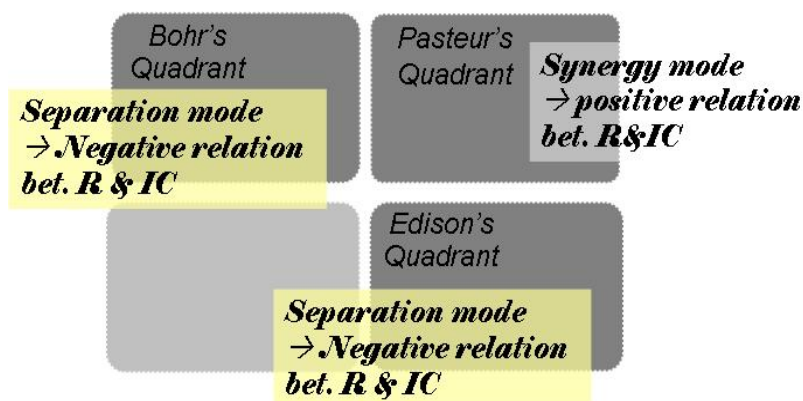 Bohr's
Quadrant
Separation mode
→Negative relation
bet. R & IC
Pasteur's
Quadrant
Synergy mode
→ positive relation
bet. R&IC
Edison's
Quadrant
Separation mode
→Negative relation
bet. R & IC